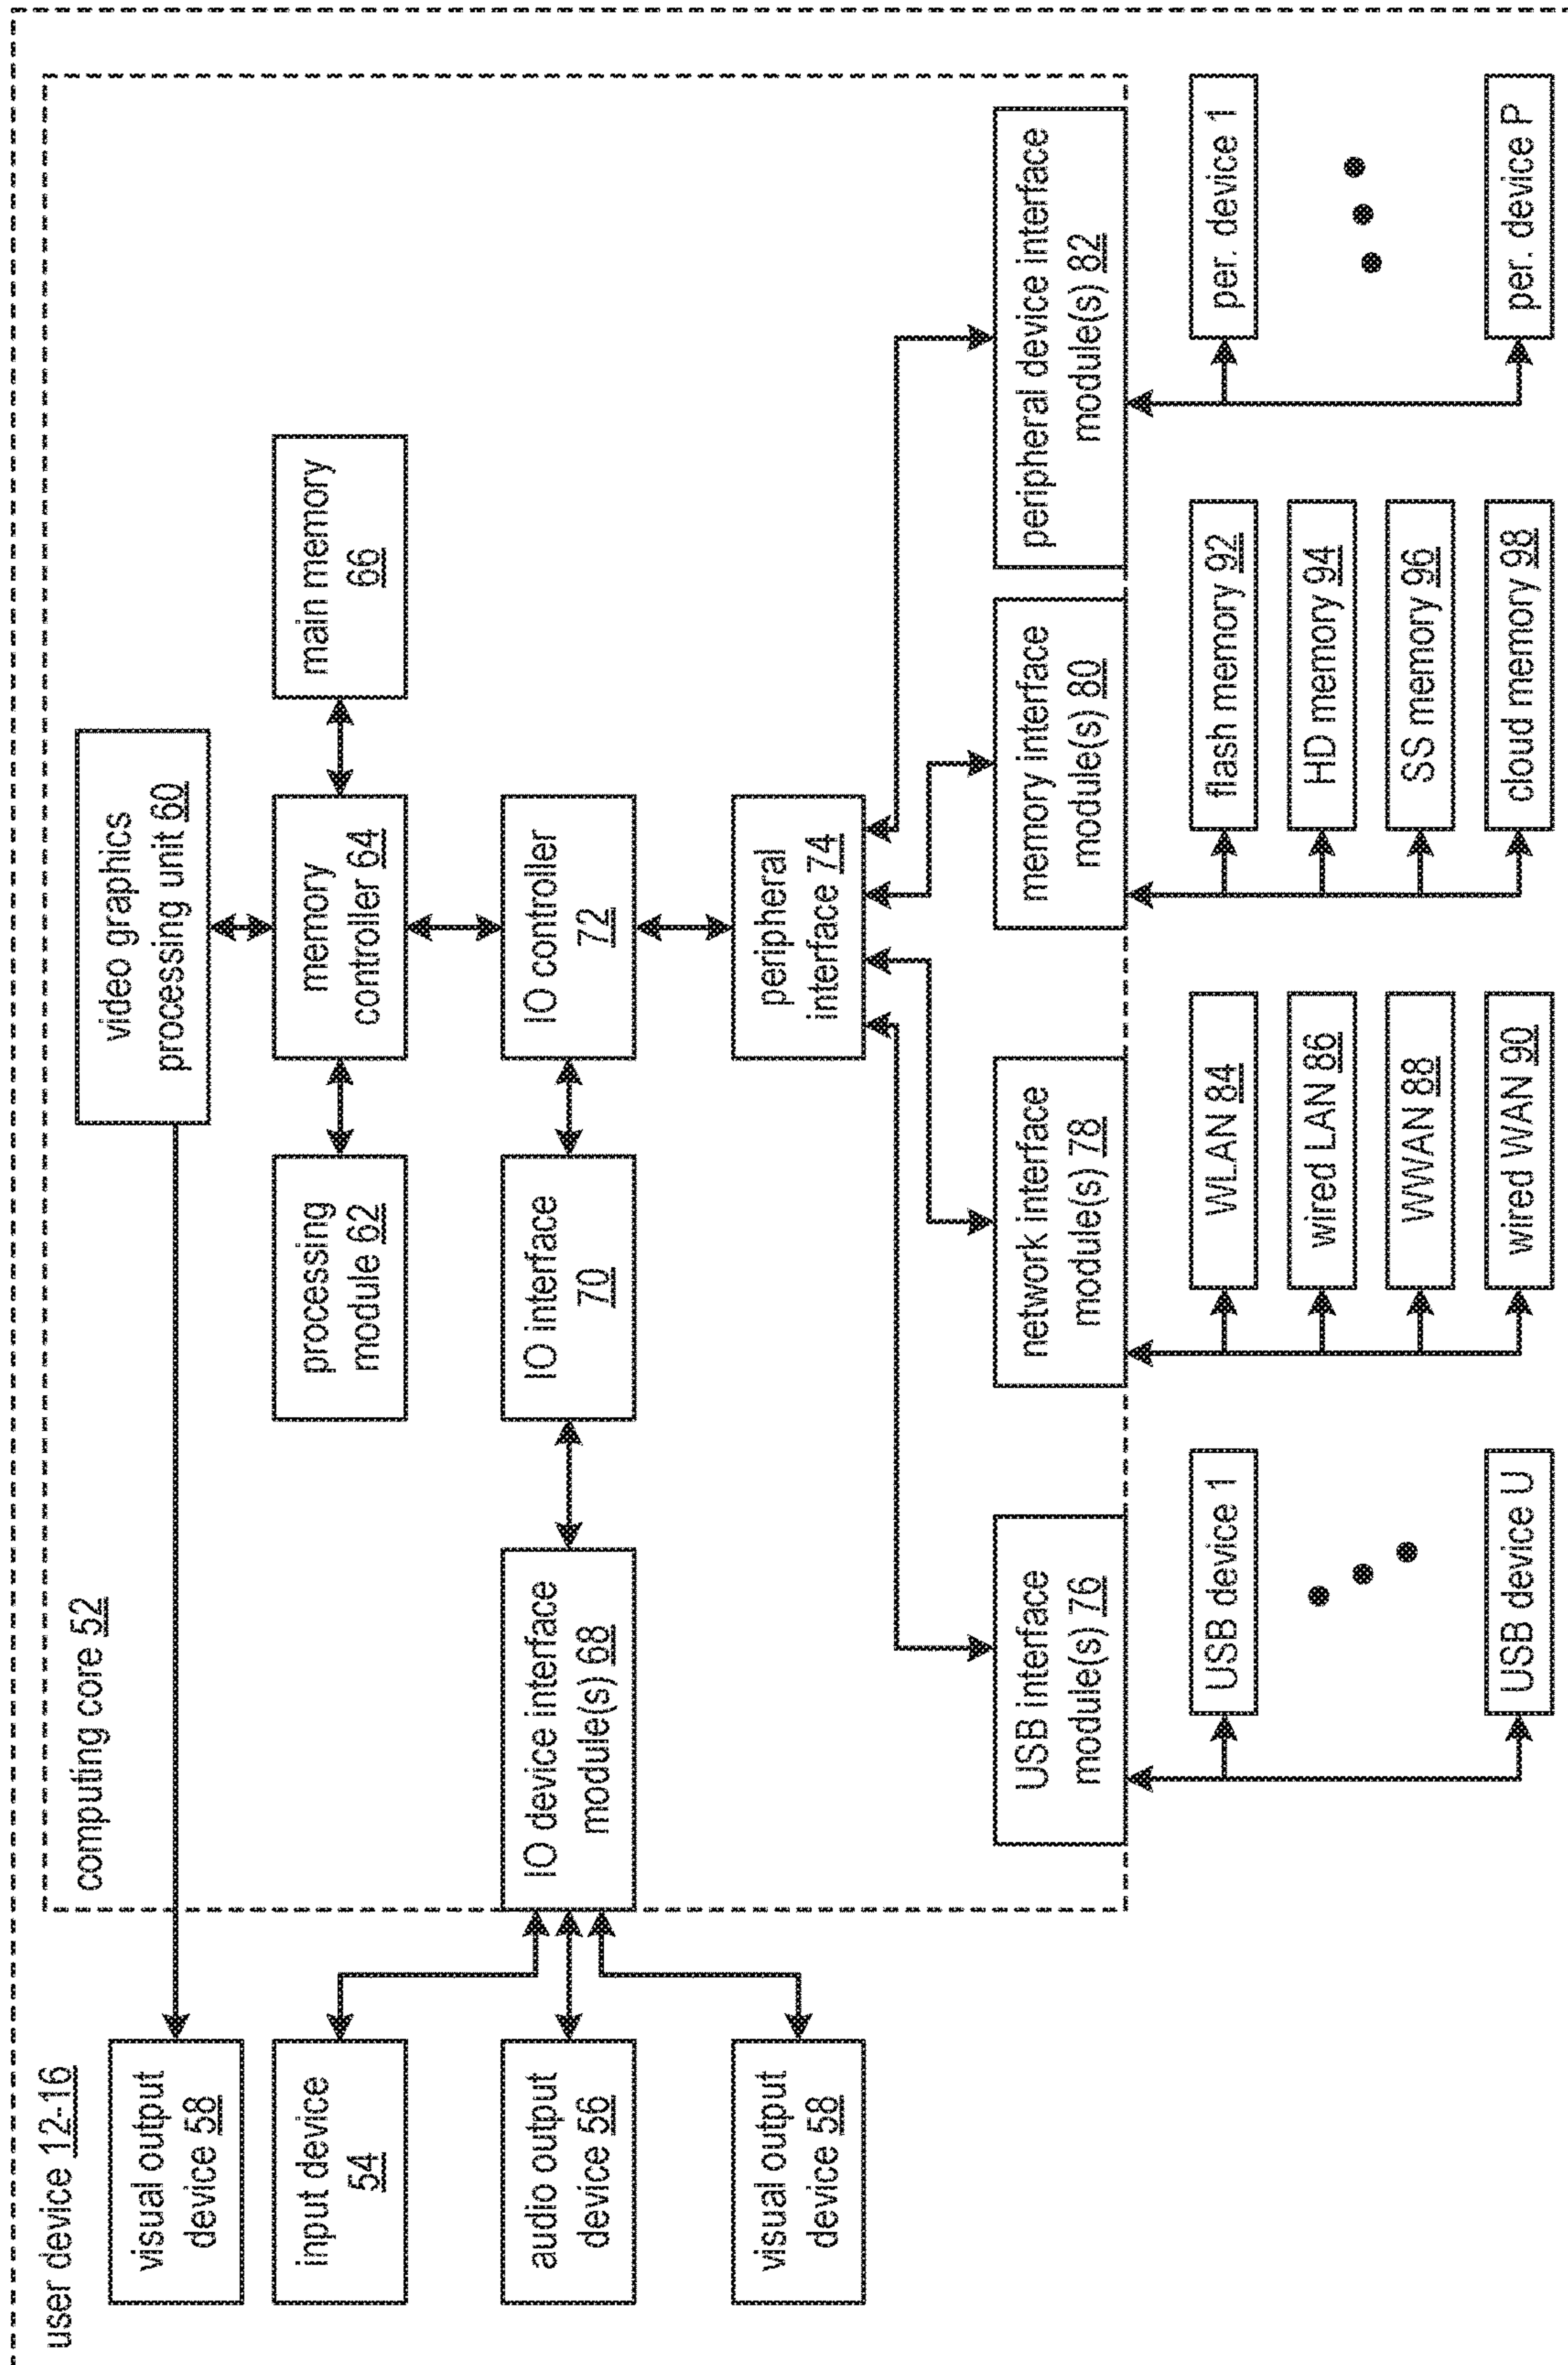 user device 12-16
computing core 52
visual output
device 58
video graphics
processing unit 60
input device
54
processing
module 62
memory
controller 64
main memory
66
audio output
device 56
IO device interface
module(s) 68
IO interface
70
IO controller
72
visual output
device 58
peripheral
interface 74
USB interface
module(s) 76
network interface
module(s) 78
memory interface
module(s) 80
peripheral device interface
module(s) 82
USB device 1
USB device U
WLAN 84
wired LAN 86
WWAN 88
wired WAN 90
flash memory 92
HD memory 94
SS memory 96
cloud memory 98
per. device 1
per. device P